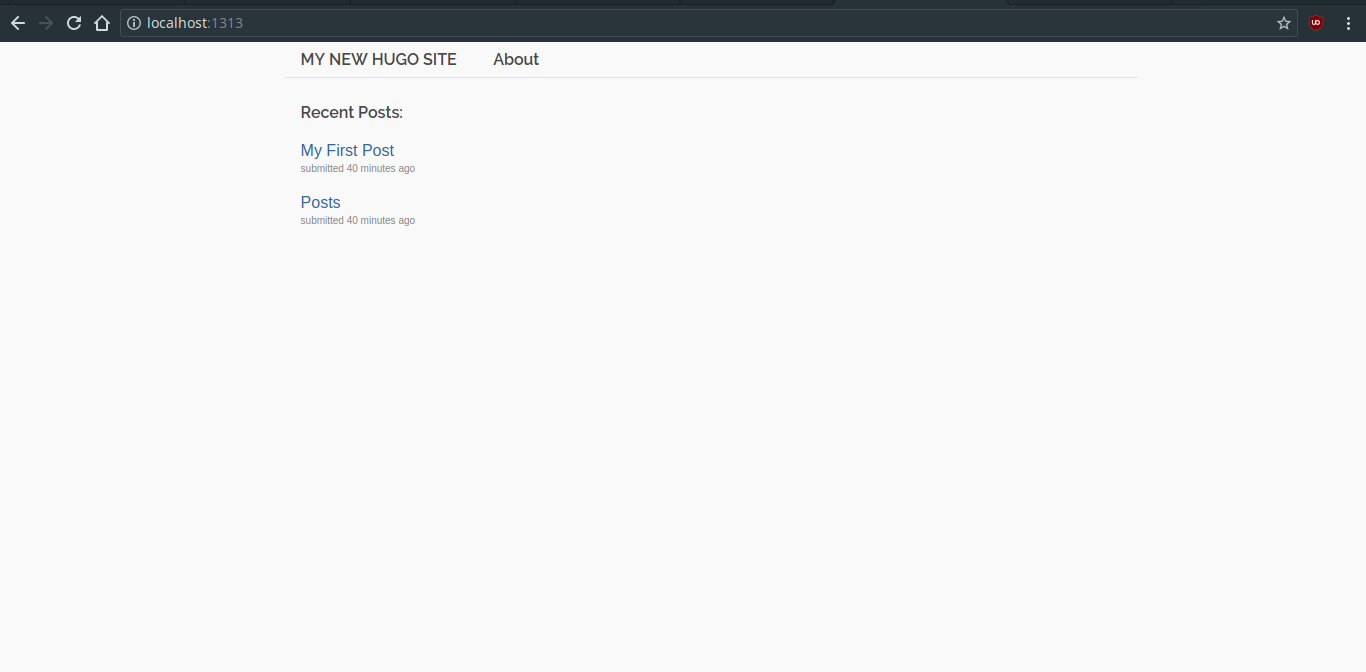 localhost:1313
MY NEW HUGO SITE About
Recent Posts:
My First Post
submitted 40 minutes ago
Posts
submitted 40 minutes ago